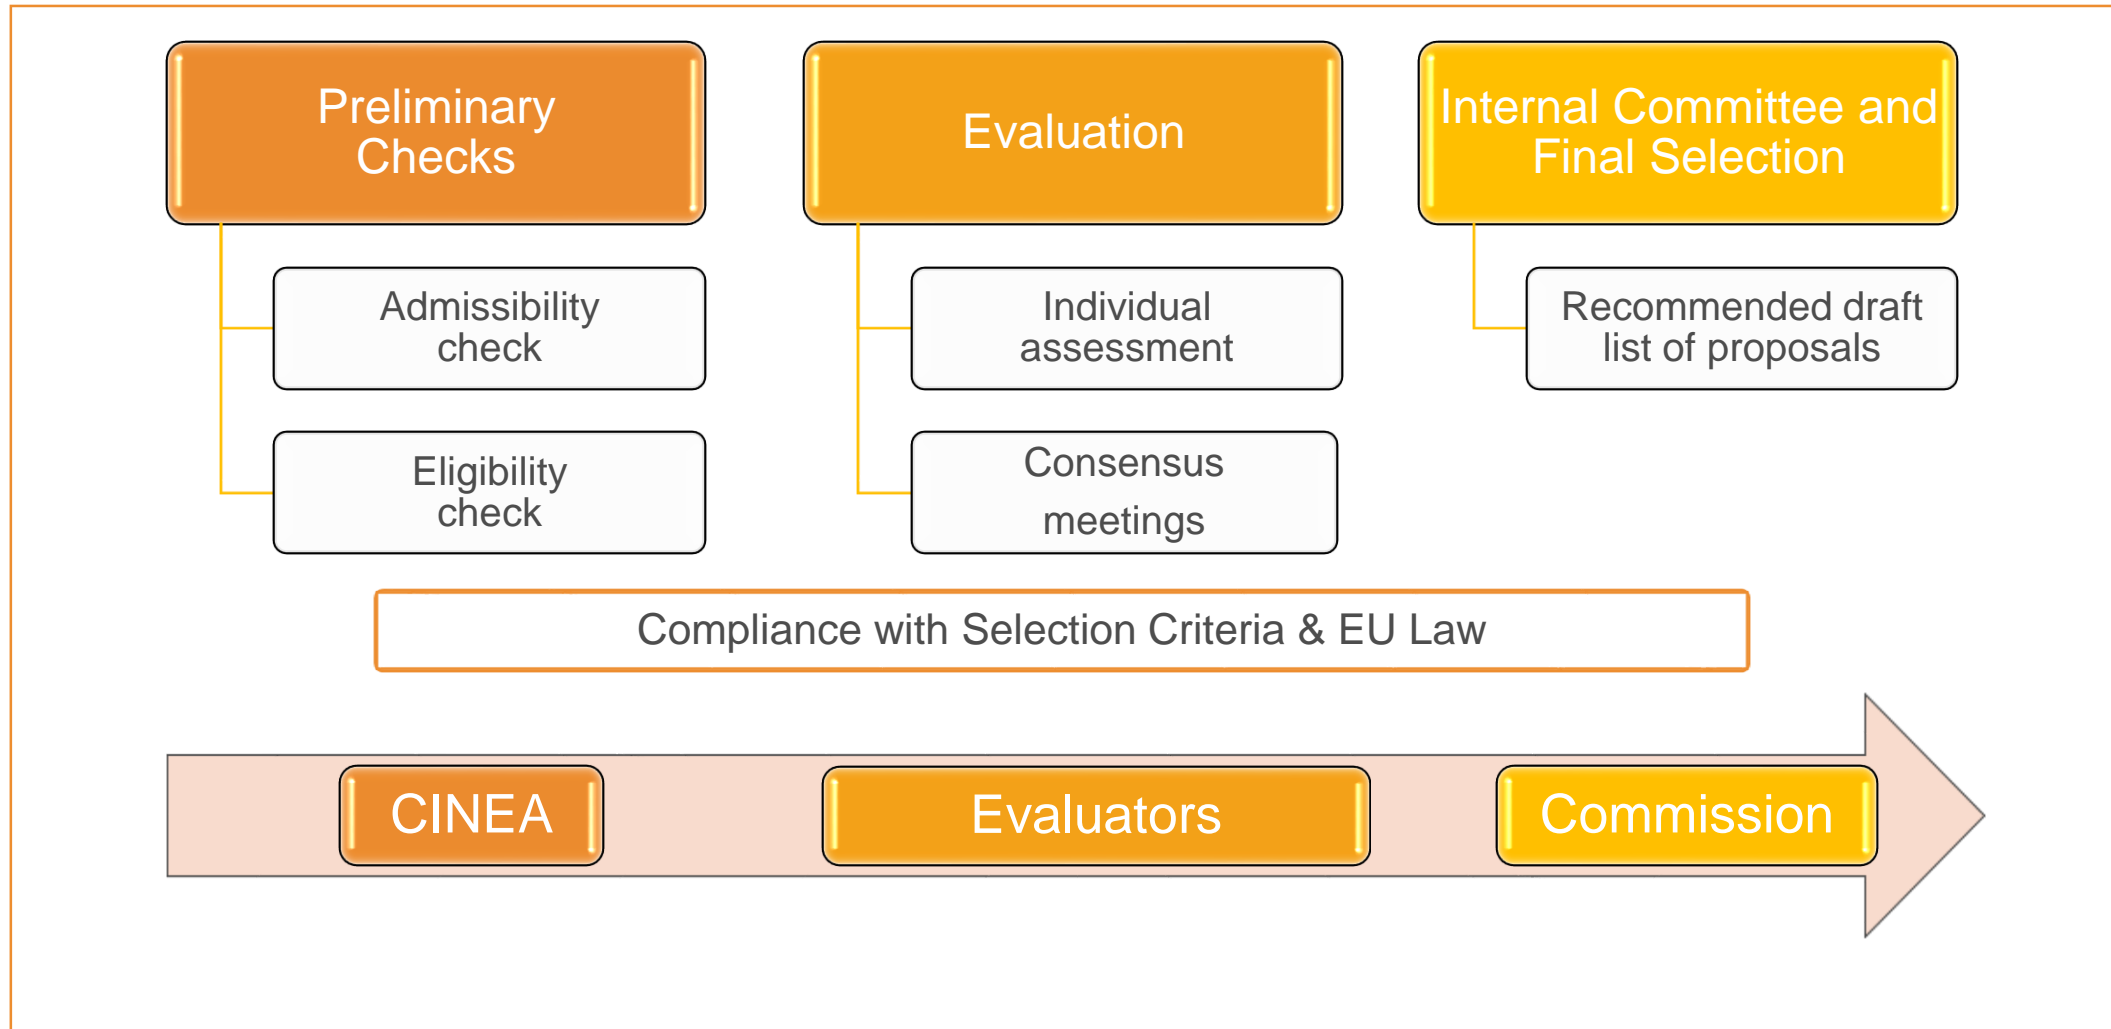 Preliminary
Checks
Admissibility
check
Eligibility
check
Evaluation
Individual
assessment
Consensus
meetings
Internal Committee and
Final Selection
Recommended draft
list of proposals
Compliance with Selection Criteria & EU Law
CINEA
Evaluators
Commission